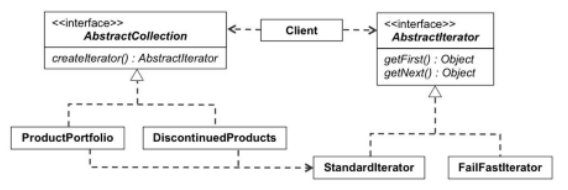 <<interface>>
AbstractCollection
createIterator() : AbstractIterator
Client
<<interface>>
AbstractIterator
getFirst() : Object
getNext() : Object
ProductPortfolio
DiscontinuedProducts
StandardIterator
FailFastIterator